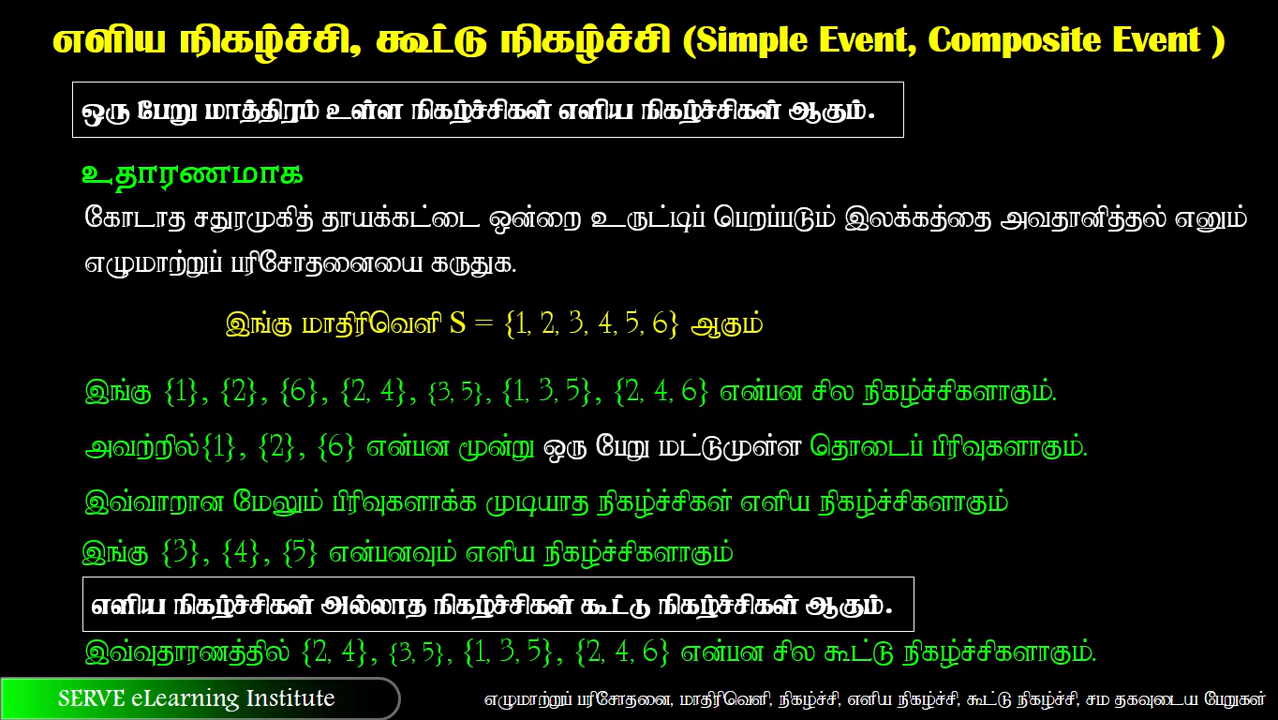 எளிய நிகழ்ச்சி, கூட்டு நிகழ்ச்சி (Simple Event, Composite Event )
ஒரு பேறு மாத்திரம் உள்ள நிகழ்ச்சிகள் எளிய நிகழ்ச்சிகள் ஆகும்.
உதாரணமாக
கோடாத சதுரமுகித் தாயக்கட்டை ஒன்றை உருட்டிப் பெறப்படும் இலக்கத்தை அவதானித்தல் எனும்
எழுமாற்றுப் பரிசோதனையை கருதுக.
இங்கு மாதிரிவெளி S = {1, 2, 3, 4, 5, 6} ஆகும்
இங்கு {1}, {2}, {6}, {2, 4}, {3, 5}, {1, 3, 5}, {2, 4, 6} என்பன சில நிகழ்ச்சிகளாகும்.
அவற்றில்{1}, {2}, {6} என்பன மூன்று ஒரு பேறு மட்டுமுள்ள தொடைப் பிரிவுகளாகும்.
இவ்வாறான மேலும் பிரிவுகளாக்க முடியாத நிகழ்ச்சிகள் எளிய நிகழ்ச்சிகளாகும்
இங்கு {3}, {4}, {5} என்பனவும் எளிய நிகழ்ச்சிகளாகும்
எளிய நிகழ்ச்சிகள் அல்லாத நிகழ்ச்சிகள் கூட்டு நிகழ்ச்சிகள் ஆகும்.
இவ்வுதாரணத்தில் {2, 4}, {3, 5}, {1, 3, 5}, {2, 4, 6} என்பன சில கூட்டு நிகழ்ச்சிகளாகும்.
SERVE eLearning Institute
எழுமாற்றுப் பரிசோதனை, மாதிரிவெளி, நிகழ்ச்சி, எளிய நிகழ்ச்சி, கூட்டு நிகழ்ச்சி, சம தகவுடைய பேறுகள்